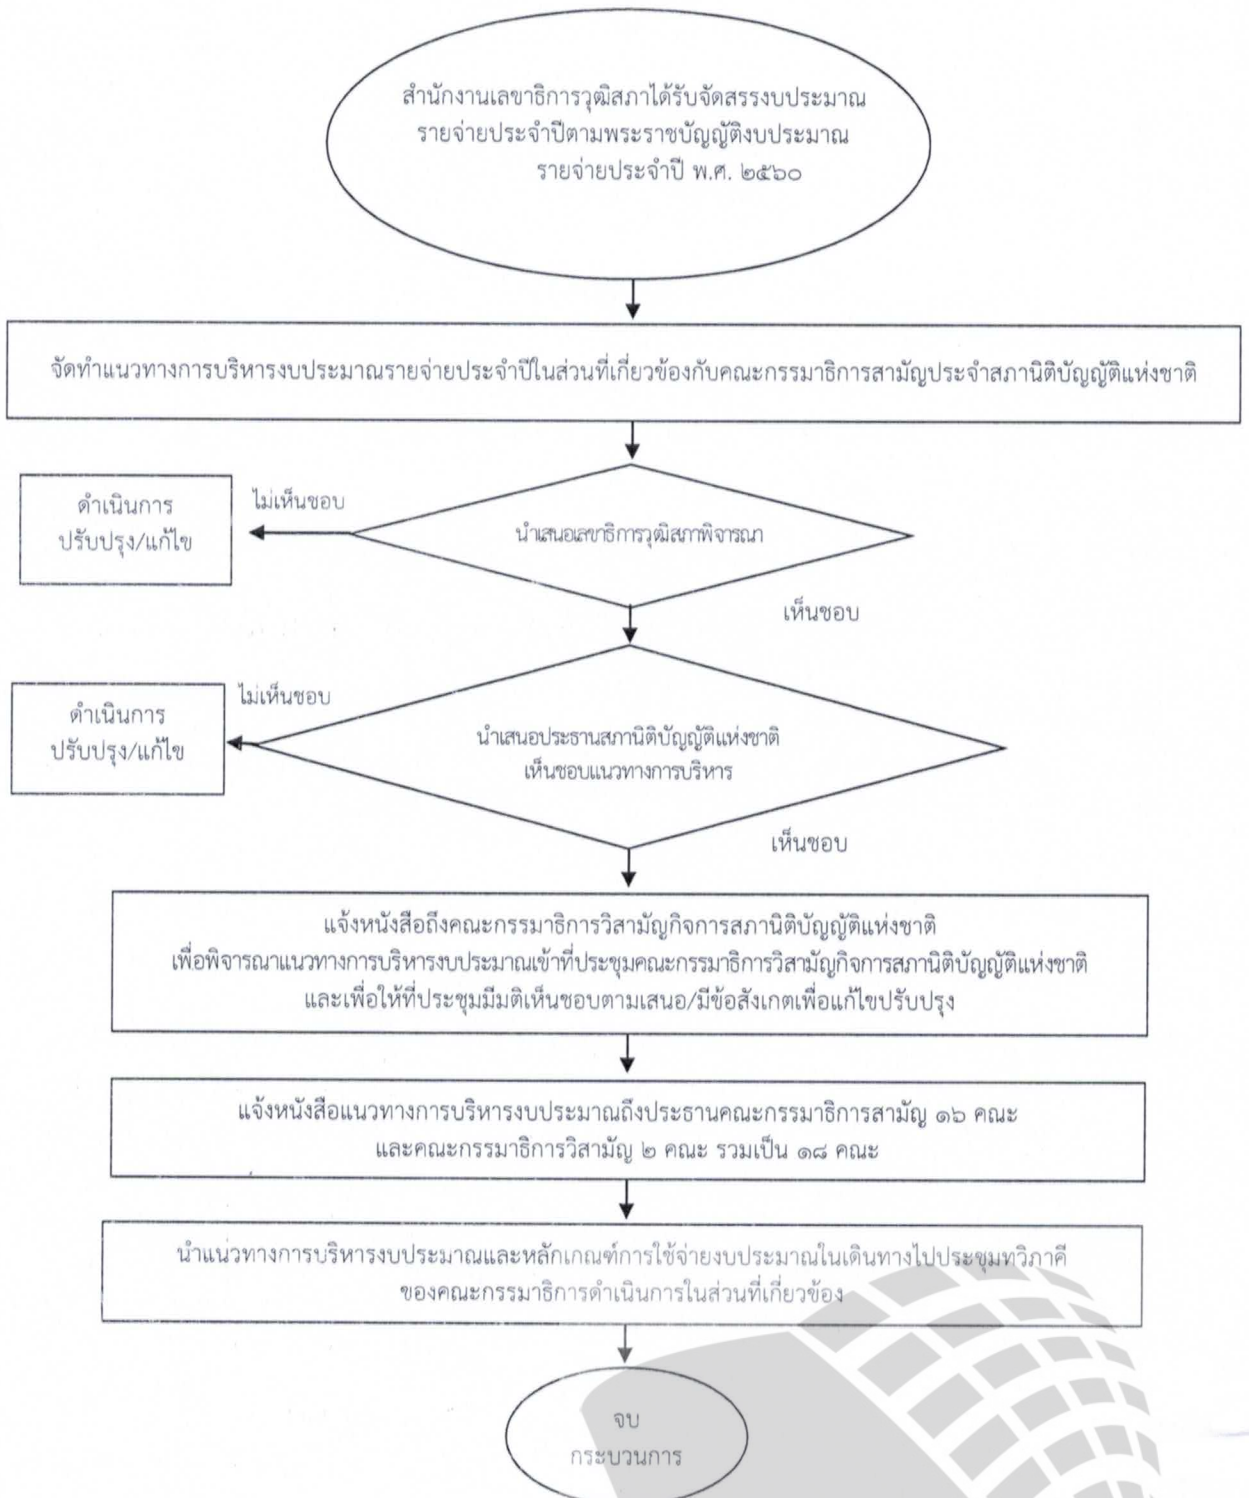 สำนักงานเลขาธิการวุฒิสภาได้รับจัดสรรงบประมาณ
รายจ่ายประจำปีตามพระราชบัญญัติงบประมาณ
รายจ่ายประจำปี พ.ศ. ๒๕๖๐
จัดทำแนวทางการบริหารงบประมาณรายจ่ายประจำปีในส่วนที่เกี่ยวข้องกับคณะกรรมาธิการสามัญประจำสภานิติบัญญัติแห่งชาติ
ดำเนินการ
ปรับปรุง/แก้ไข
ไม่เห็นชอบ
นำเสนอเลขาธิการวุฒิสภาพิจารณา
เห็นชอบ
ดำเนินการ
ปรับปรุง/แก้ไข
ไม่เห็นชอบ
นำเสนอประธานสภานิติบัญญัติแห่งชาติ
เห็นชอบแนวทางการบริหาร
เห็นชอบ
แจ้งหนังสือถึงคณะกรรมาธิการวิสามัญกิจการสภานิติบัญญัติแห่งชาติ
เพื่อพิจารณาแนวทางการบริหารงบประมาณเข้าที่ประชุมคณะกรรมาธิการวิสามัญกิจการสภานิติบัญญัติแห่งชาติ
และเพื่อให้ที่ประชุมมีมติเห็นชอบตามเสนอ/มีข้อสังเกตเพื่อแก้ไขปรับปรุง
แจ้งหนังสือแนวทางการบริหารงบประมาณถึงประธานคณะกรรมาธิการสามัญ ๑๖ คณะ
และคณะกรรมาธิการวิสามัญ ๒ คณะ รวมเป็น ๑๘ คณะ
นำแนวทางการบริหารงบประมาณและหลักเกณฑ์การใช้จ่ายงบประมาณในเดินทางไปประชุมทวิภาคี
ของคณะกรรมาธิการดำเนินการในส่วนที่เกี่ยวข้อง
จบ
กระบวนการ